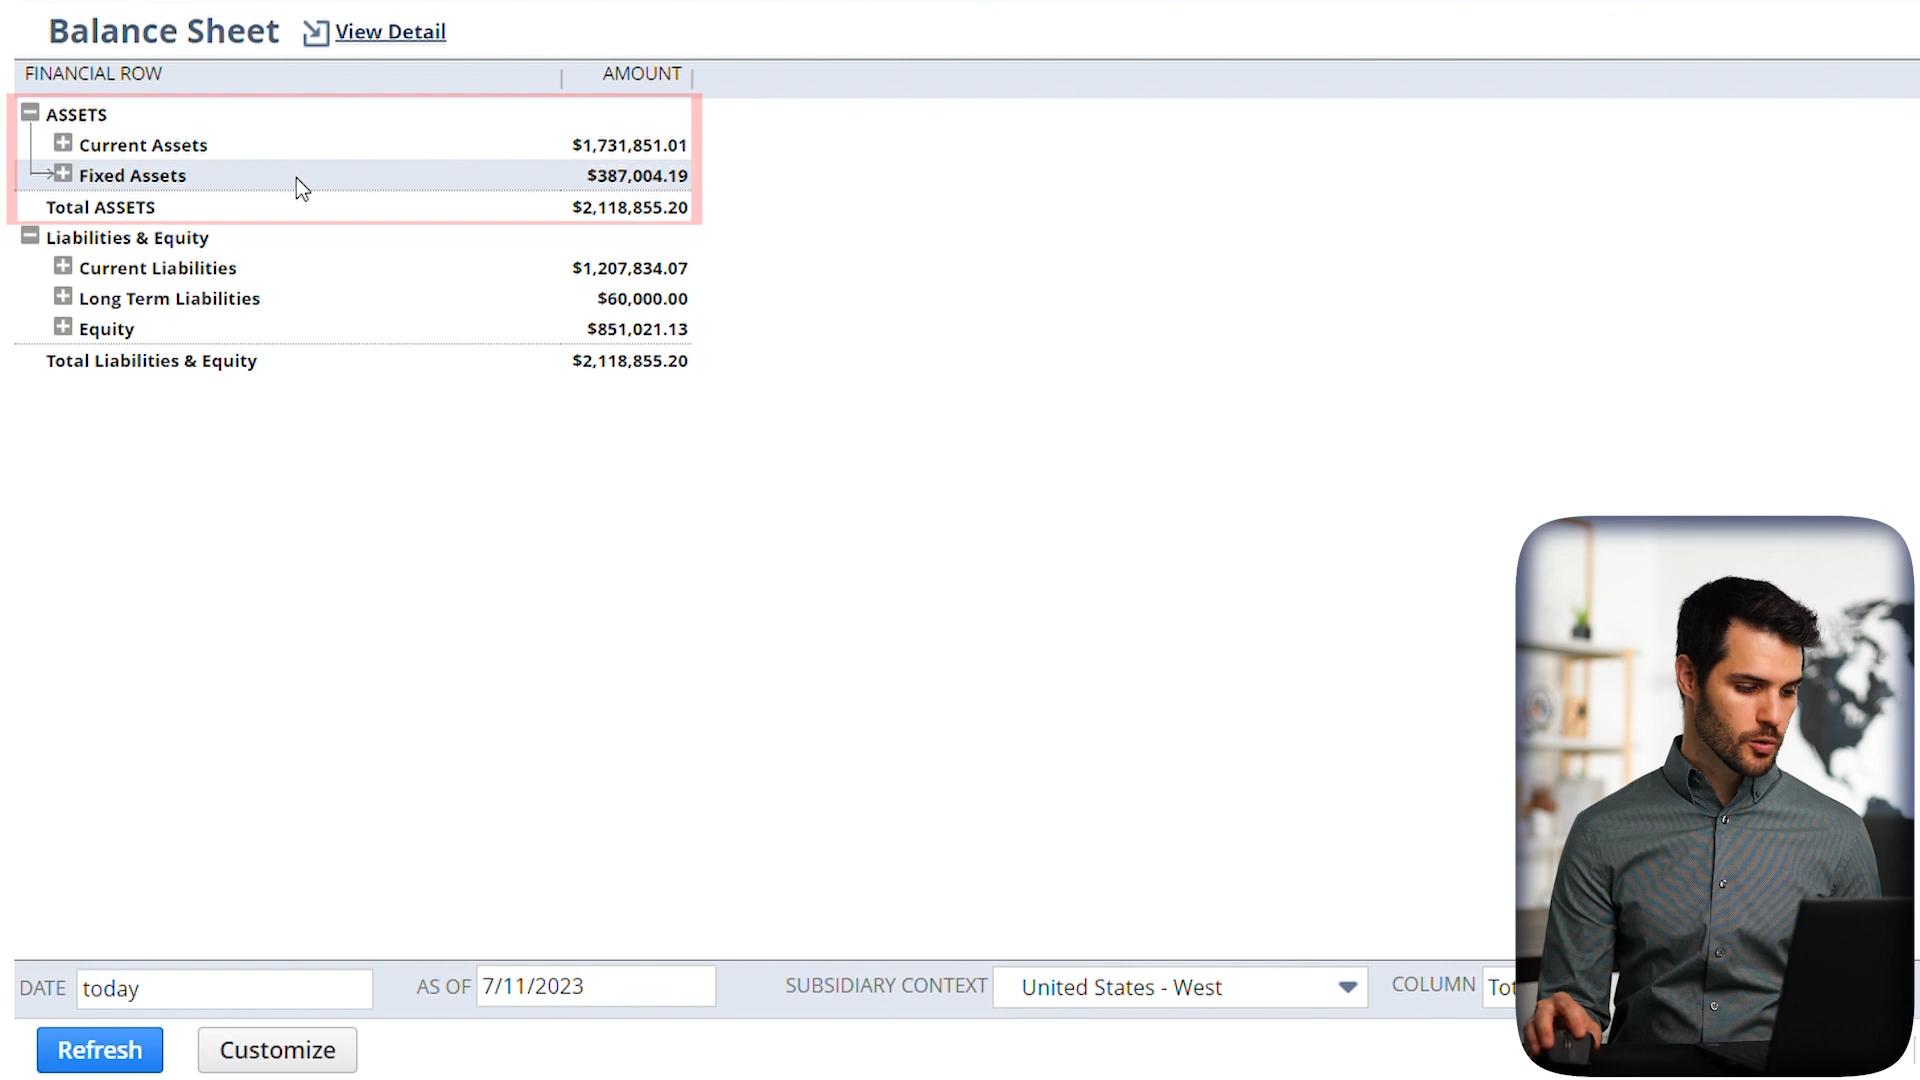 Balance Sheet View Detail
FINANCIAL ROW AMOUNT
ASSETS
Current Assets $1,731,851.01
Fixed Assets $387,004.19
Total ASSETS $2,118,855.20
Liabilities & Equity
Current Liabilities $1,207,834.07
Long Term Liabilities $60,000.00
Equity $851,021.13
Total Liabilities & Equity $2,118,855.20
DATE today AS OF 7/11/2023 SUBSIDIARY CONTEXT United States - West COLUMN Tot
Refresh Customize